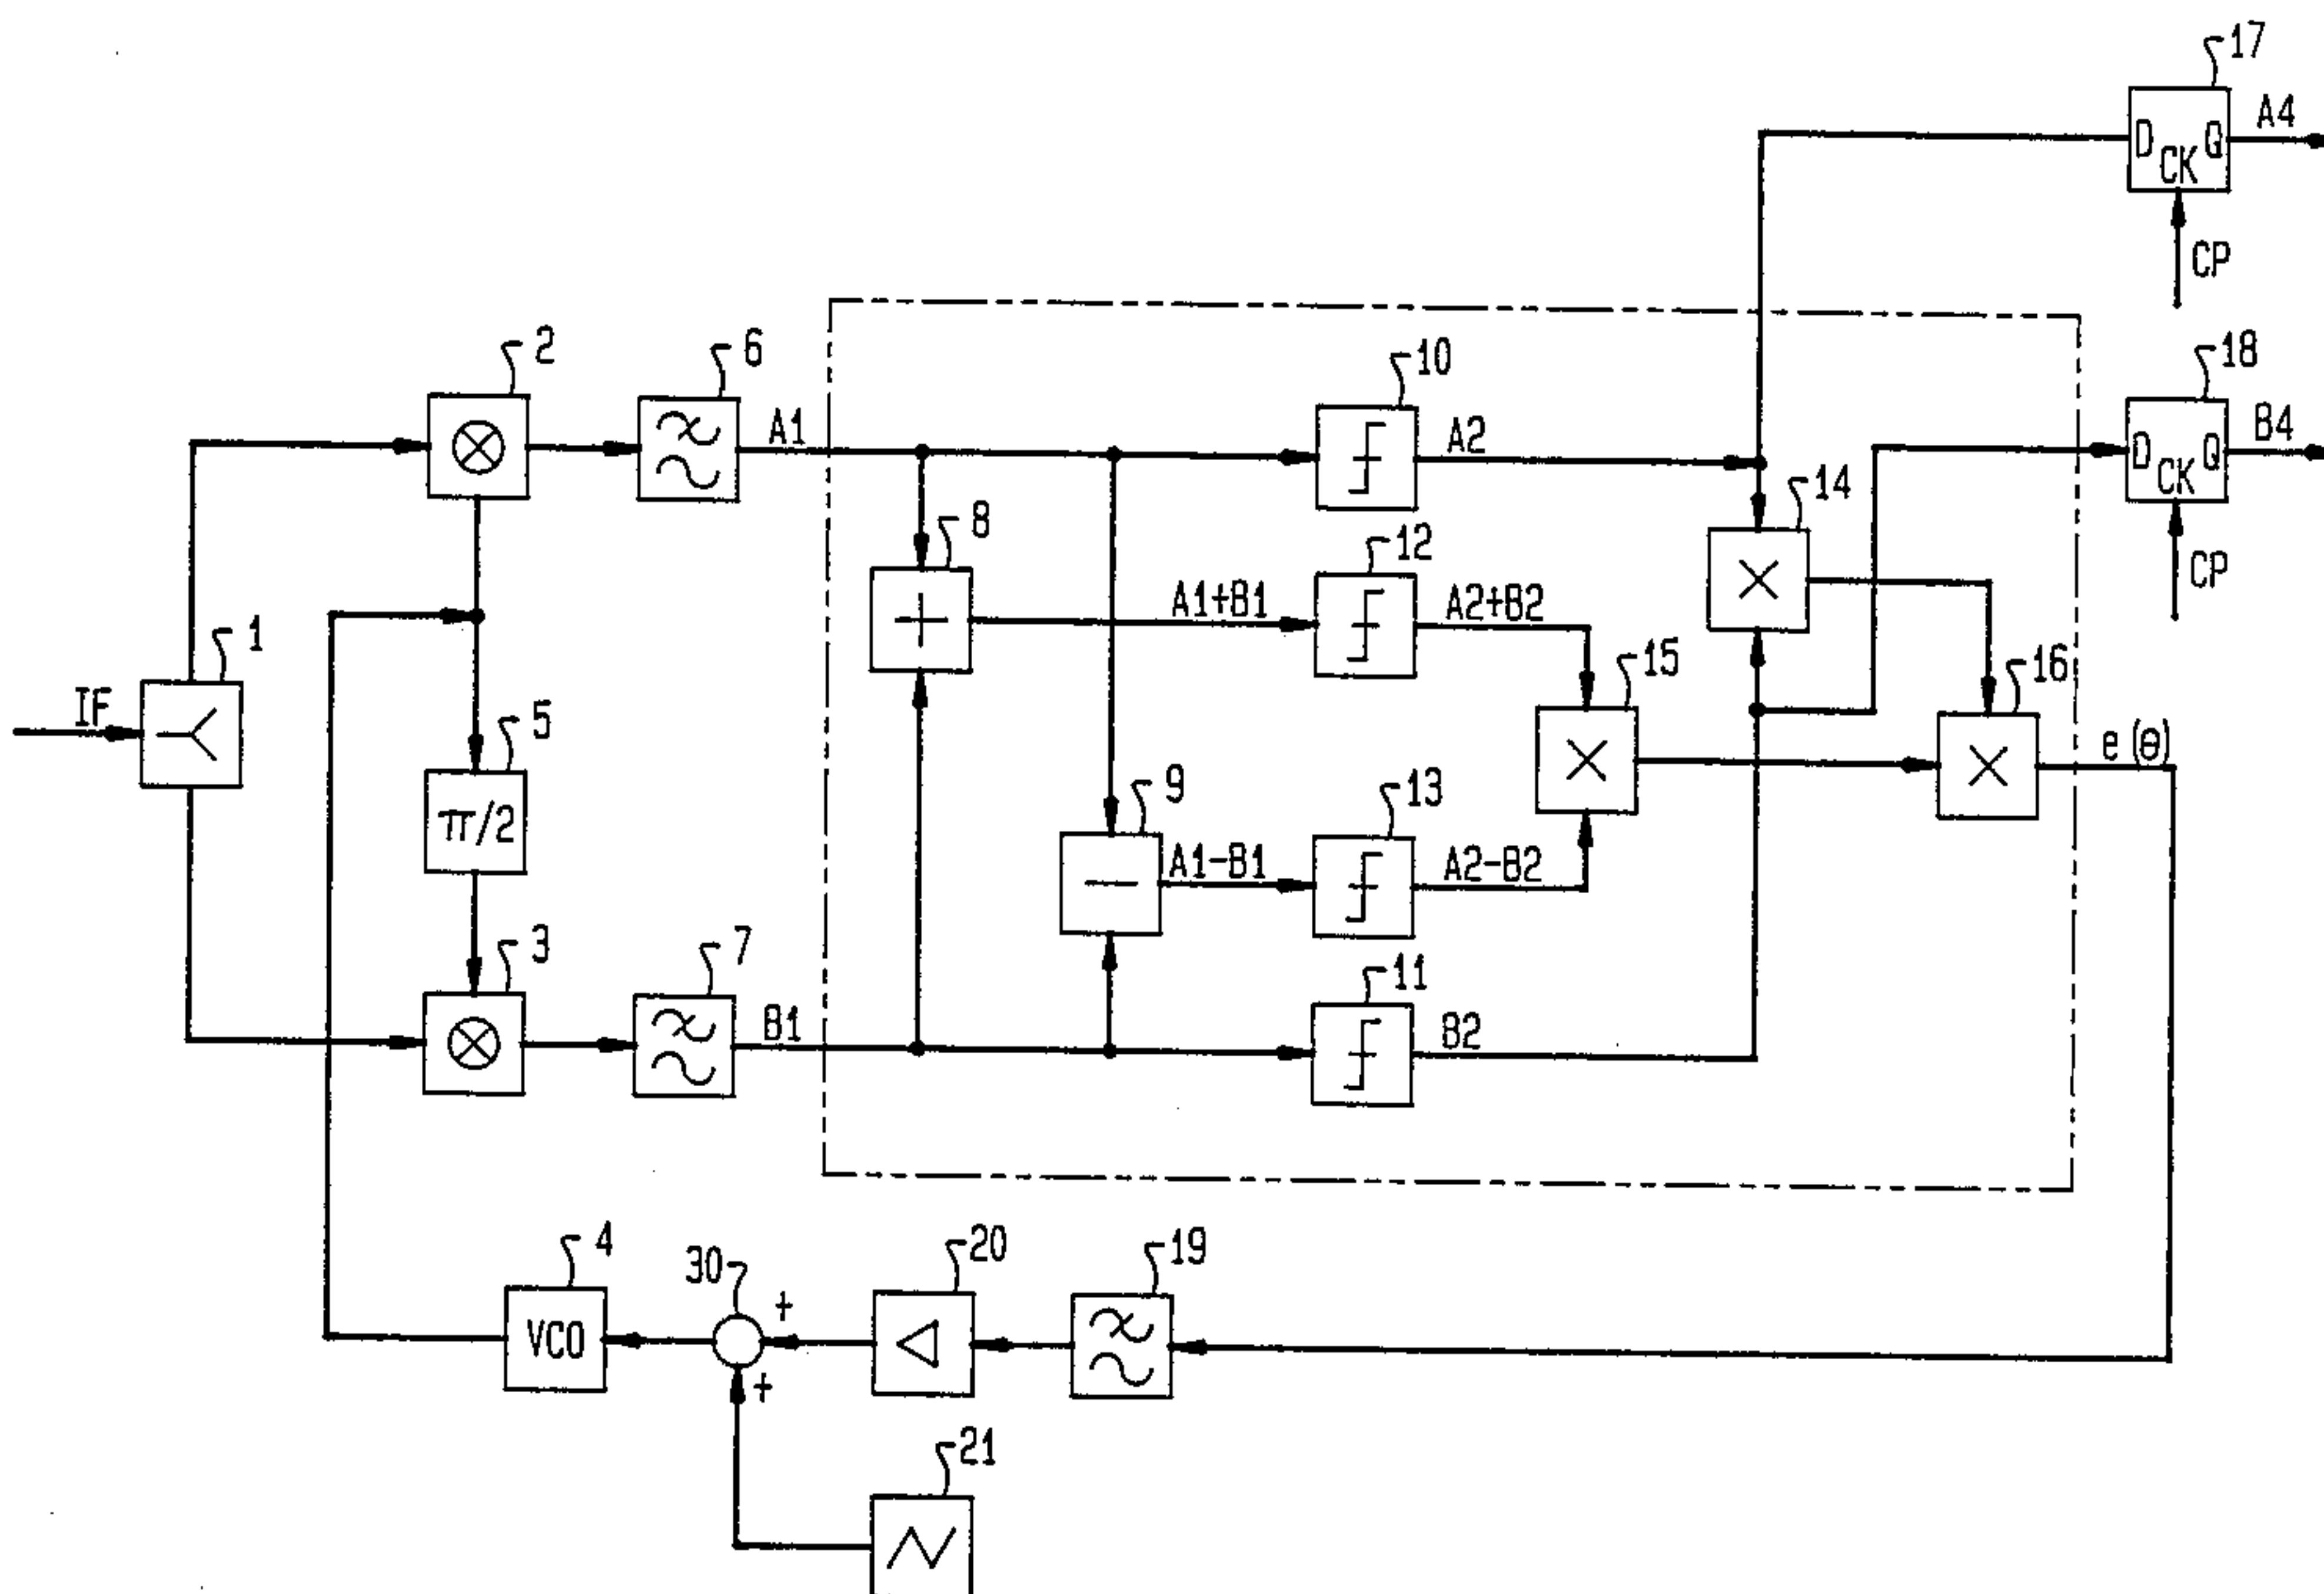 17
D CK Q
A4
CP
2
6
10
18
A1
A2
D CK Q
B4
14
8
12
CP
A1+B1
A2+B2
1
IF
15
16
5
π/2
e(θ)
9
13
A1-B1
A2-B2
3
7
11
B1
B2
4
30
20
19
+
VCO
+
21